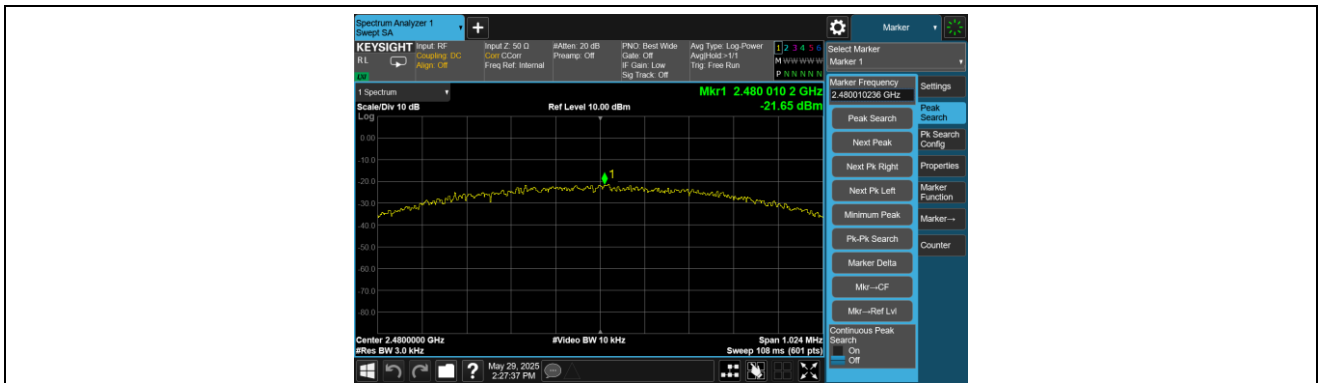 Spectrum Analyzer 1
Swept SA
+
Marker
KEYSIGHT
RL
LXI
Input: RF
Coupling: DC
Align: Off
Input Z: 50 Ω
Corr CCorr
Freq Ref: Internal
#Atten: 20 dB
Preamp: Off
PNO: Best Wide
Gate: Off
IF Gain: Low
Sig Track: Off
Avg Type: Log-Power
Avg|Hold:>1/1
Trig: Free Run
1 2 3 4 5 6
M W W W W W
P N N N N N
Select Marker
Marker 1
1 Spectrum
Scale/Div 10 dB
Log
Ref Level 10.00 dBm
Mkr1 2.480 010 2 GHz
-21.65 dBm
0.00
-10.0
-20.0
-30.0
-40.0
-50.0
-60.0
-70.0
-80.0
1
Center 2.4800000 GHz
#Res BW 3.0 kHz
#Video BW 10 kHz
Span 1.024 MHz
Sweep 108 ms (601 pts)
Marker Frequency
2.480010236 GHz
Peak Search
Next Peak
Next Pk Right
Next Pk Left
Minimum Peak
Pk-Pk Search
Marker Delta
Mkr→CF
Mkr→Ref Lvl
Continuous Peak
Search
On
Off
Settings
Peak
Search
Pk Search
Config
Properties
Marker
Function
Marker→
Counter
?
May 29, 2025
2:27:37 PM